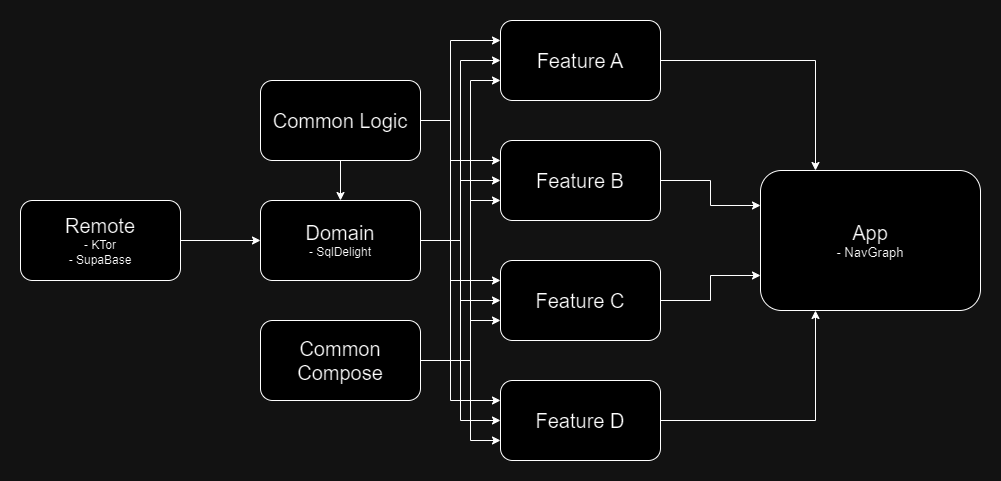 Feature A
Common Logic
Feature B
Remote
- KTor
- SupaBase
Domain
- SqlDelight
App
- NavGraph
Feature C
Common
Compose
Feature D